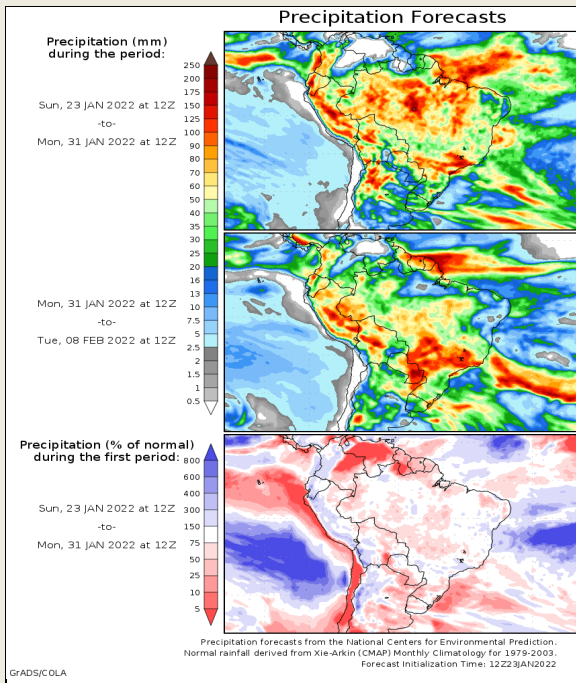 Precipitation Forecasts
Precipitation (mm)
during the period:
Sun, 23 JAN 2022 at 12Z
-to-
Mon, 31 JAN 2022 at 12Z
250
200
175
150
125
100
90
80
70
60
50
40
35
30
25
20
16
13
10
7.5
5
2.5
2
1.5
1
0.5
Mon, 31 JAN 2022 at 12Z
-to-
Tue, 08 FEB 2022 at 12Z
Precipitation (% of normal)
during the first period:
Sun, 23 JAN 2022 at 12Z
-to-
Mon, 31 JAN 2022 at 12Z
800
600
400
300
150
75
50
25
10
5
Precipitation forecasts from the National Centers for Environmental Prediction.
Normal rainfall derived from Xie-Arkin (CMAP) Monthly Climatology for 1979-2003.
Forecast Initialization Time: 12Z23JAN2022
GrADS/COLA